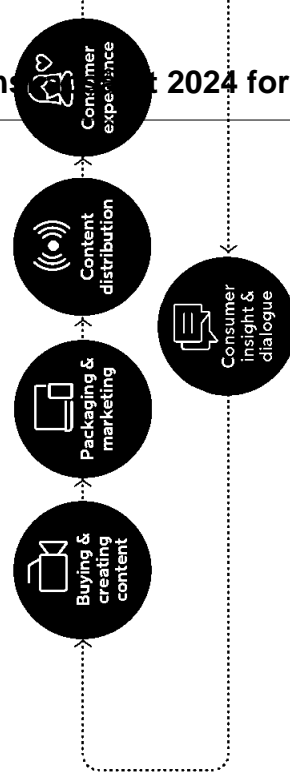 2024 for
Consumer
experience
Content
distribution
Packaging &
marketing
Buying &
creating
content
Consumer
insight &
dialogue